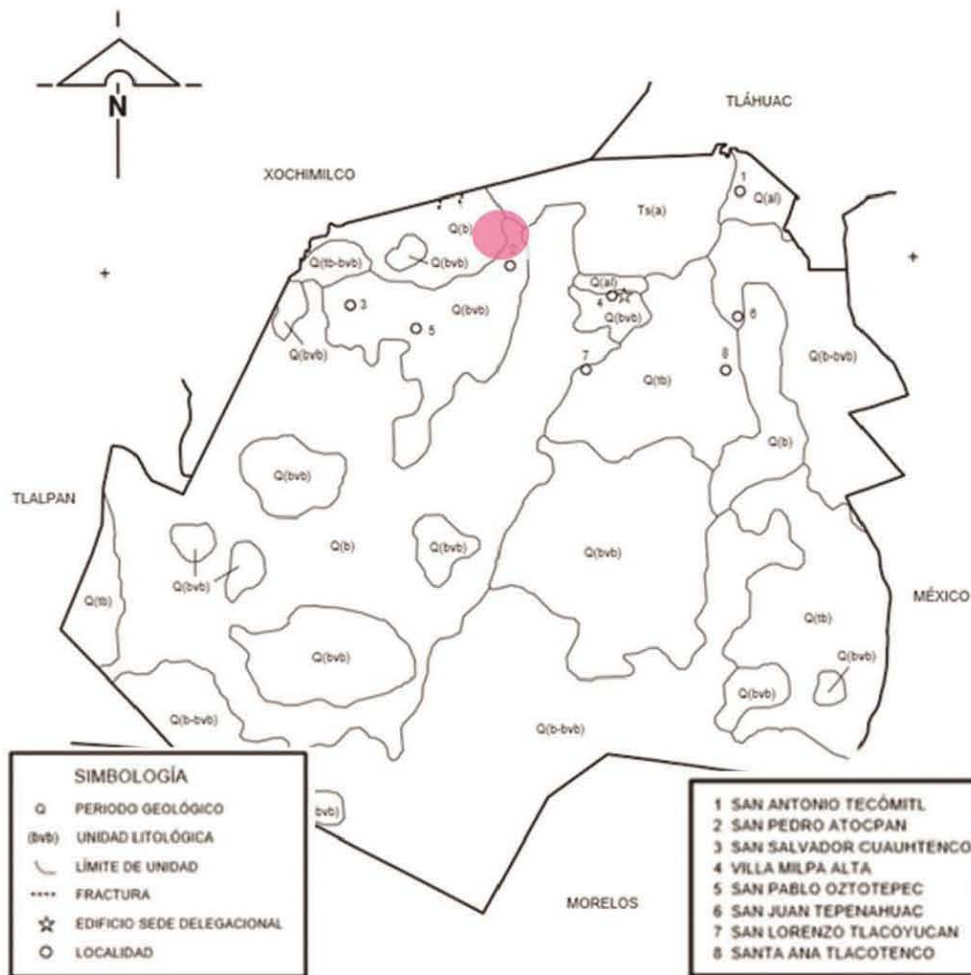 N
TLÁHUAC
XOCHIMILCO
1
Q(al)
Ts(a)
Q(b)
2
Q(tb-bvb)
Q(bvb)
Q(al)
4
Q(bvb)
3
Q(bvb)
5
6
Q(bvb)
Q(b-bvb)
7
8
Q(tb)
Q(b)
Q(bvb)
TLALPAN
Q(b)
Q(bvb)
Q(bvb)
Q(bvb)
MÉXICO
Q(tb)
Q(tb)
Q(bvb)
Q(bvb)
Q(bvb)
Q(b-bvb)
Q(b-bvb)
SIMBOLOGÍA
Q PERIODO GEOLÓGICO
(bvb) UNIDAD LITOLÓGICA
LÍMITE DE UNIDAD
FRACTURA
EDIFICIO SEDE DELEGACIONAL
LOCALIDAD
bvb)
MORELOS
1 SAN ANTONIO TECÓMITL
2 SAN PEDRO ATOCPAN
3 SAN SALVADOR CUAUHTENCO
4 VILLA MILPA ALTA
5 SAN PABLO OZTOTEPEC
6 SAN JUAN TEPENAHUAC
7 SAN LORENZO TLACOYUCAN
8 SANTA ANA TLACOTENCO